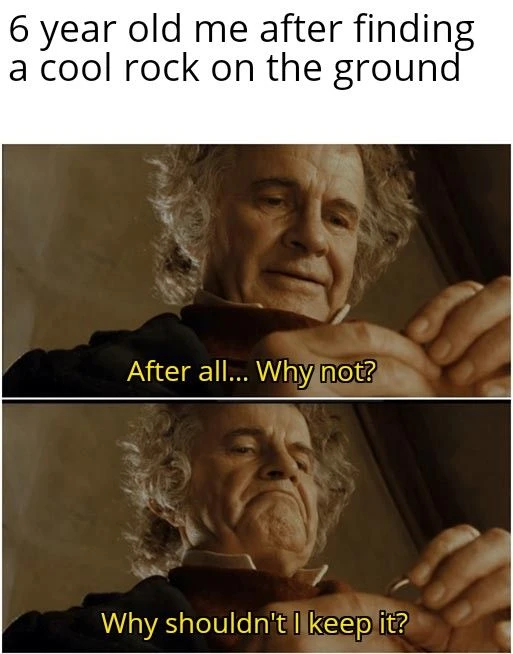 6 year old me after finding
a cool rock on the ground
After all... Why not?
Why shouldn't I keep it?